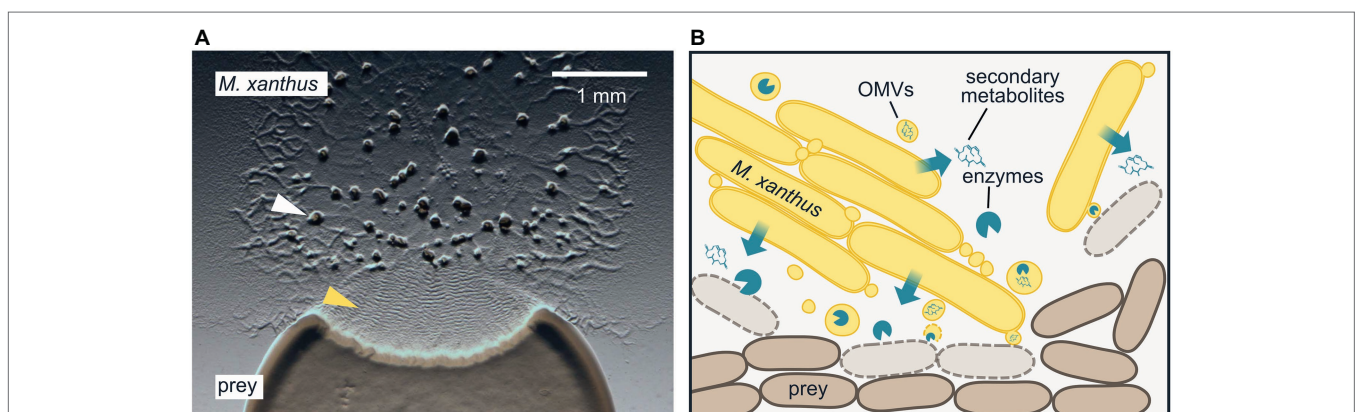 A
M. xanthus
1 mm
prey
B
OMVs
secondary
metabolites
enzymes
M. xanthus
prey